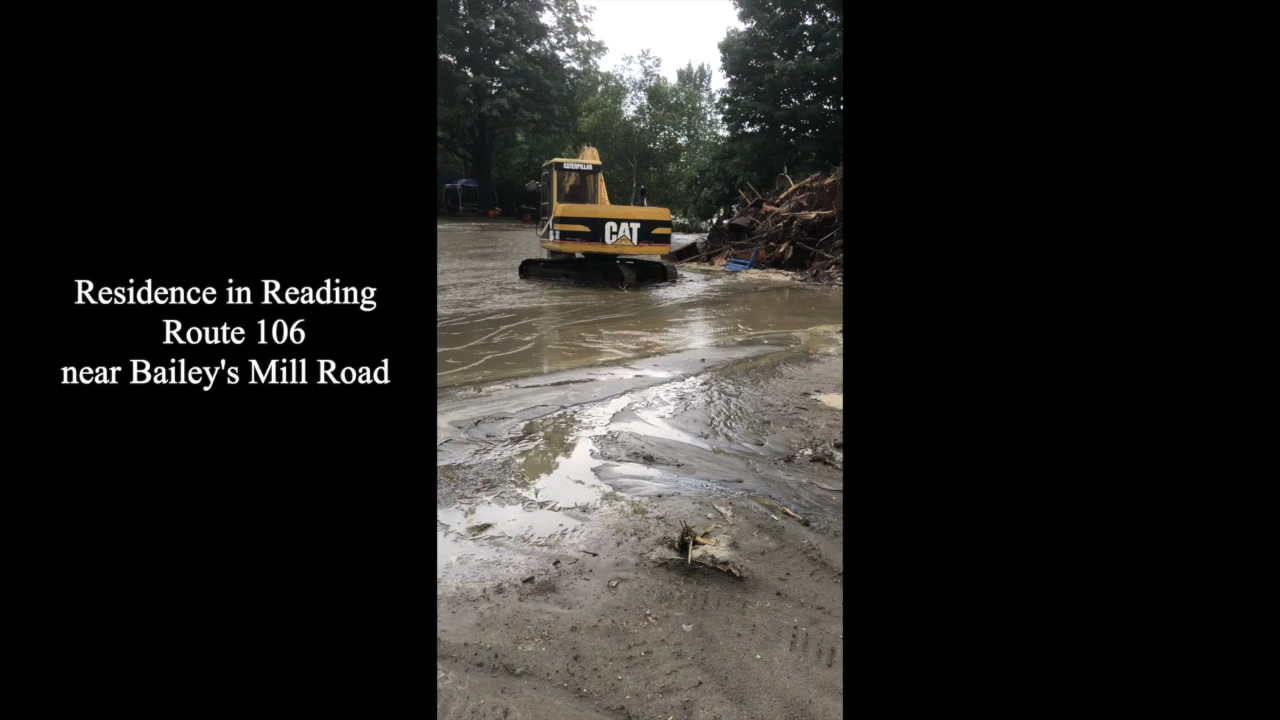 Residence in Reading
Route 106
near Bailey's Mill Road
CATERPILLAR
CAT